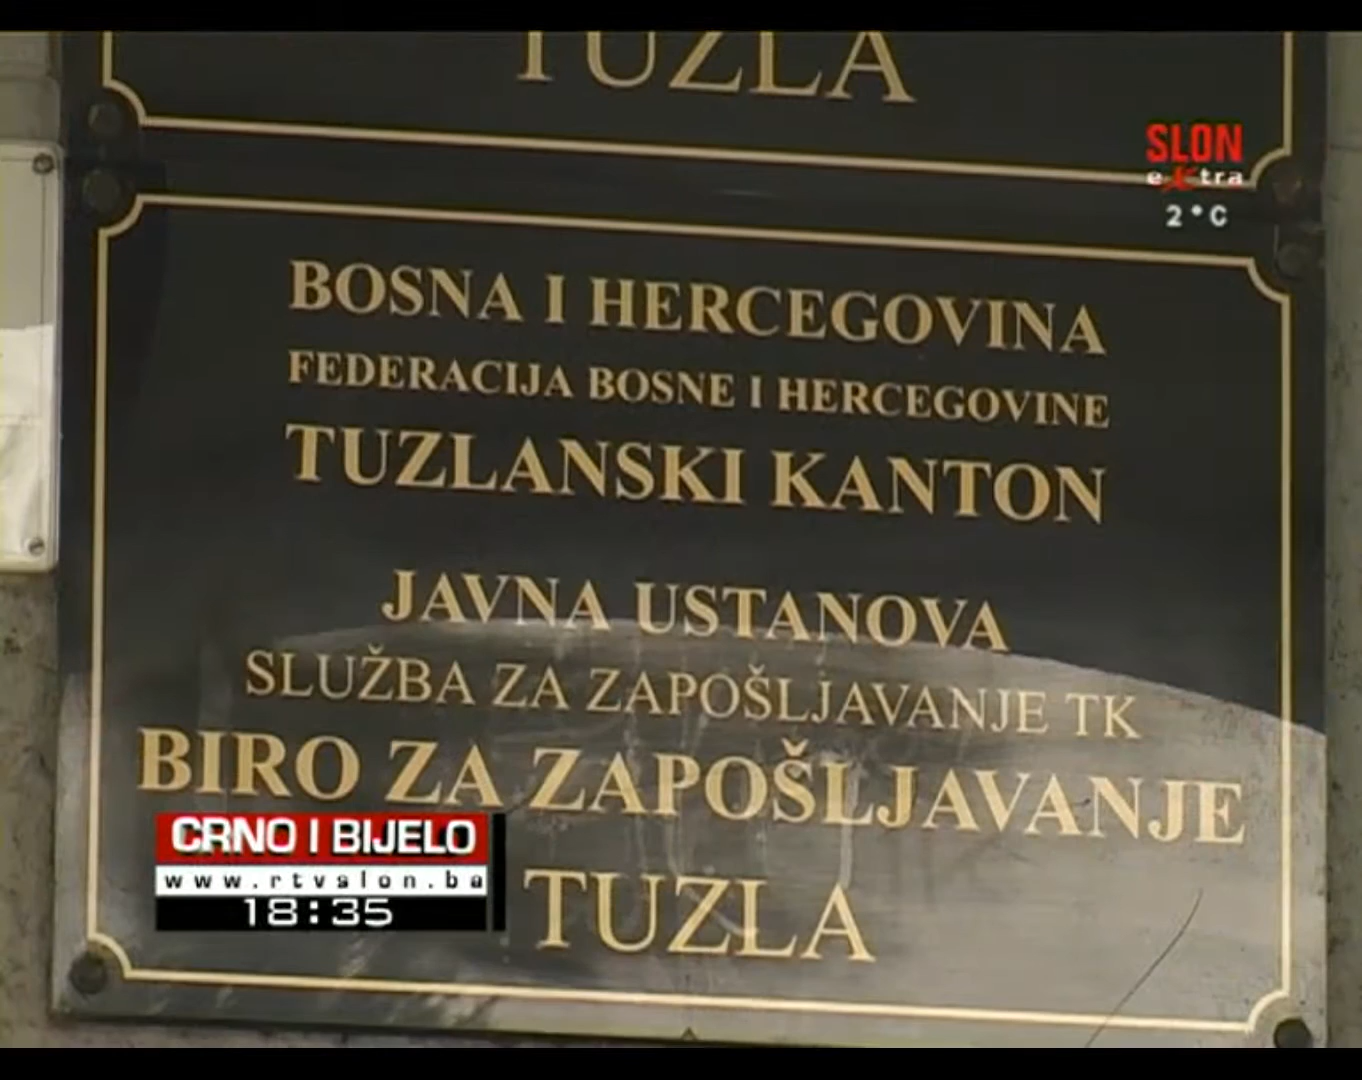 TUZLA
SLON
extra
2°C
BOSNA I HERCEGOVINA
FEDERACIJA BOSNE I HERCEGOVINE
TUZLANSKI KANTON
JAVNA USTANOVA
SLUŽBA ZA ZAPOŠLJAVANJE TK
BIRO ZA ZAPOŠLJAVANJE
TUZLA
CRNO I BIJELO
www.rtvslon.ba
18:35